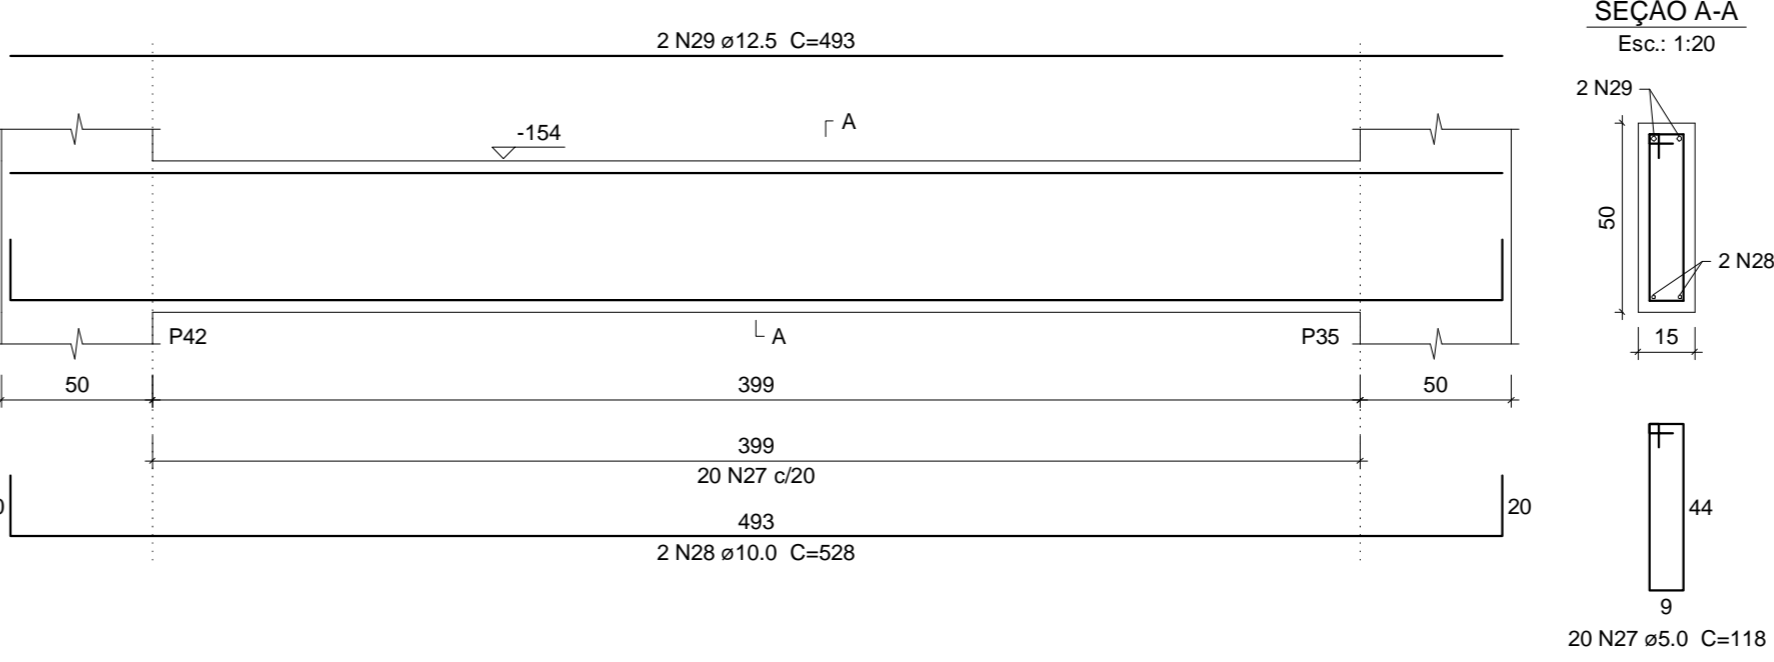 SEÇÃO A-A
Esc.: 1:20
2 N29 ø12.5 C=493
2 N29
A
-154
50
2 N28
P42
A
P35
15
50
399
50
399
20 N27 c/20
20
44
493
2 N28 ø10.0 C=528
9
20 N27 ø5.0 C=118